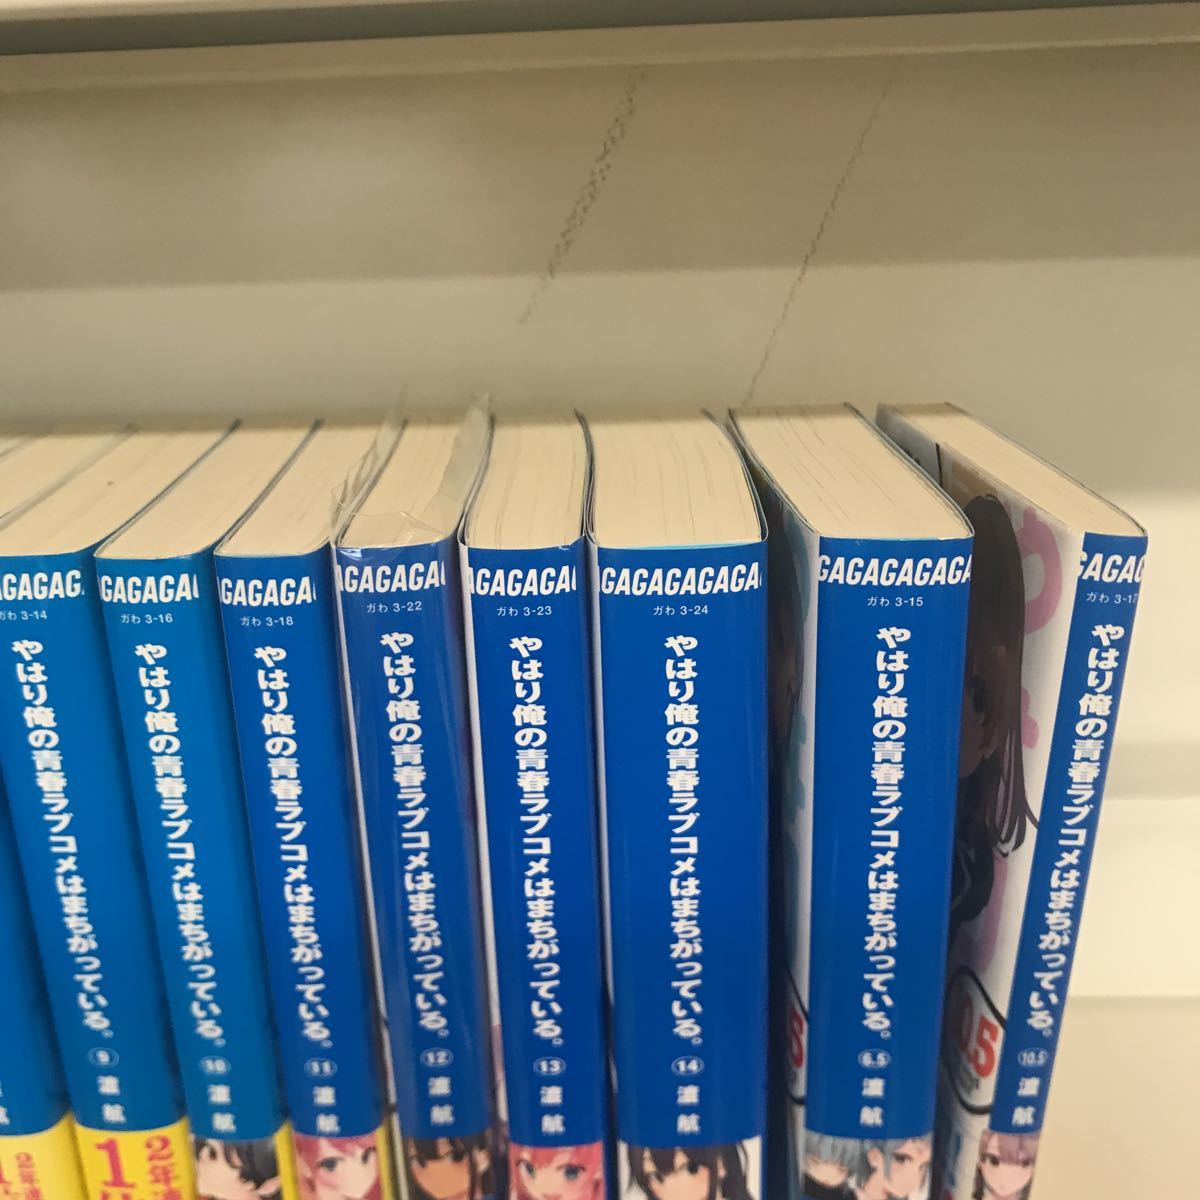 AGAGAGA
ガわ 3-14
やはり俺の青春ラブコメはまちがっている。
⑨
渡 航
AGAGAGA
ガわ 3-16
やはり俺の青春ラブコメはまちがっている。
⑩
渡 航
2年連
1
GAGAGA
ガわ 3-18
やはり俺の青春ラブコメはまちがっている。
⑪
渡 航
AGAGAGA
ガわ 3-22
やはり俺の青春ラブコメはまちがっている。
⑫
渡 航
AGAGAGAG
ガわ 3-23
やはり俺の青春ラブコメはまちがっている。
⑬
渡 航
GAGAGAGA
ガわ 3-24
やはり俺の青春ラブコメはまちがっている。
⑭
渡 航
GAGAGAGAGA
ガわ 3-15
やはり俺の青春ラブコメはまちがっている。
6.5
渡 航
GAGAG
ガわ 3-17
やはり俺の青春ラブコメはまちがっている。
10.5
渡 航